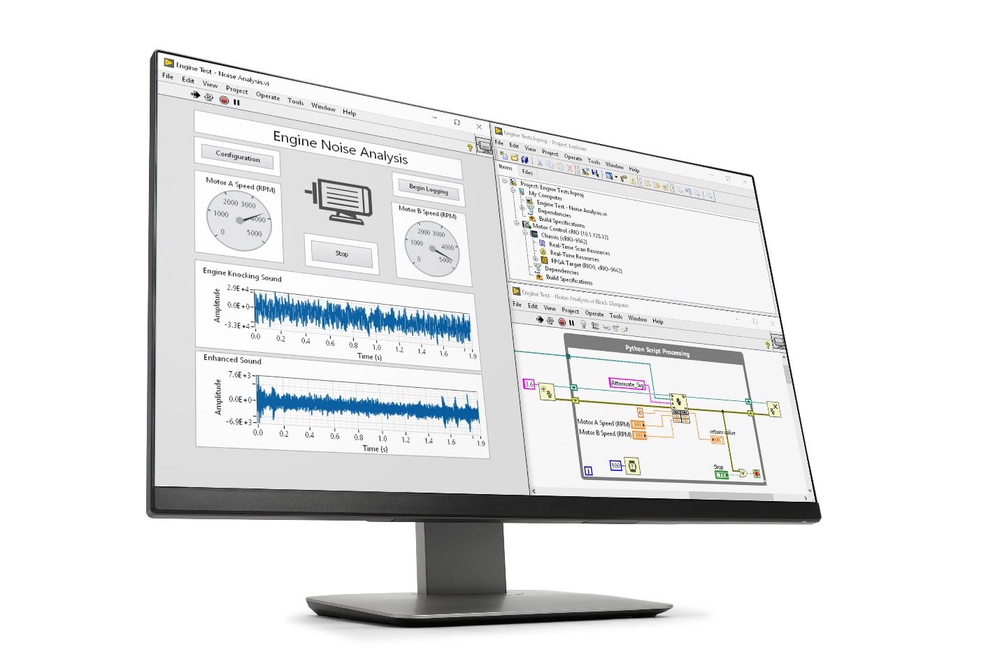 Engine Test - Noise Analysis.vi
File Edit View Project Operate Tools Window Help
Engine Noise Analysis
Configuration
Motor A Speed (RPM)
0 1000 2000 3000 4000 5000
Begin Logging
Motor B Speed (RPM)
0 1000 2000 3000 4000 5000
Stop
Engine Knocking Sound
Amplitude
2.9E+4
0.0E+0
-3.3E+4
0.0 0.2 0.4 0.6 0.8 1.0 1.2 1.4 1.6 1.9
Time (s)
Enhanced Sound
Amplitude
7.6E+3
0.0E+0
-6.9E+3
0.0 0.2 0.4 0.6 0.8 1.0 1.2 1.4 1.6 1.9
Time (s)
Engine Tests.lvproj - Project Explorer
File Edit View Project Operate Tools Window Help
Items Files
Project: Engine Tests.lvproj
My Computer
Engine Test - Noise Analysis.vi
Dependencies
Build Specifications
Motor Control cRIO (10.1.128.12)
Chassis (cRIO-9042)
Real-Time Scan Resources
Real-Time Resources
FPGA Target (RIO0, cRIO-9042)
Dependencies
Build Specifications
Engine Test - Noise Analysis.vi Block Diagram
File Edit View Project Operate Tools Window Help
Python Script Processing
3.6
Attenuate_Sig
0
Motor A Speed (RPM)
DBL
Motor B Speed (RPM)
DBL
return value
DBL
100
i
Stop
TF